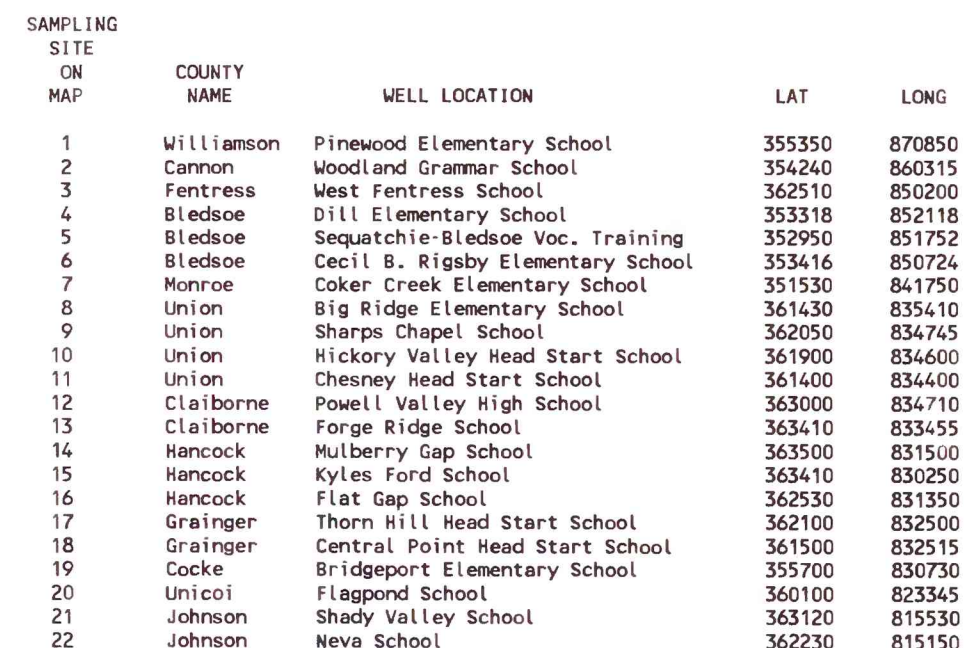 SAMPLING
SITE
ON COUNTY
MAP NAME WELL LOCATION LAT LONG
1 Williamson Pinewood Elementary School 355350 870850
2 Cannon Woodland Grammar School 354240 860315
3 Fentress West Fentress School 362510 850200
4 Bledsoe Dill Elementary School 353318 852118
5 Bledsoe Sequatchie-Bledsoe Voc. Training 352950 851752
6 Bledsoe Cecil B. Rigsby Elementary School 353416 850724
7 Monroe Coker Creek Elementary School 351530 841750
8 Union Big Ridge Elementary School 361430 835410
9 Union Sharps Chapel School 362050 834745
10 Union Hickory Valley Head Start School 361900 834600
11 Union Chesney Head Start School 361400 834400
12 Claiborne Powell Valley High School 363000 834710
13 Claiborne Forge Ridge School 363410 833455
14 Hancock Mulberry Gap School 363500 831500
15 Hancock Kyles Ford School 363410 830250
16 Hancock Flat Gap School 362530 831350
17 Grainger Thorn Hill Head Start School 362100 832500
18 Grainger Central Point Head Start School 361500 832515
19 Cocke Bridgeport Elementary School 355700 830730
20 Unicoi Flagpond School 360100 823345
21 Johnson Shady Valley School 363120 815530
22 Johnson Neva School 362230 815150